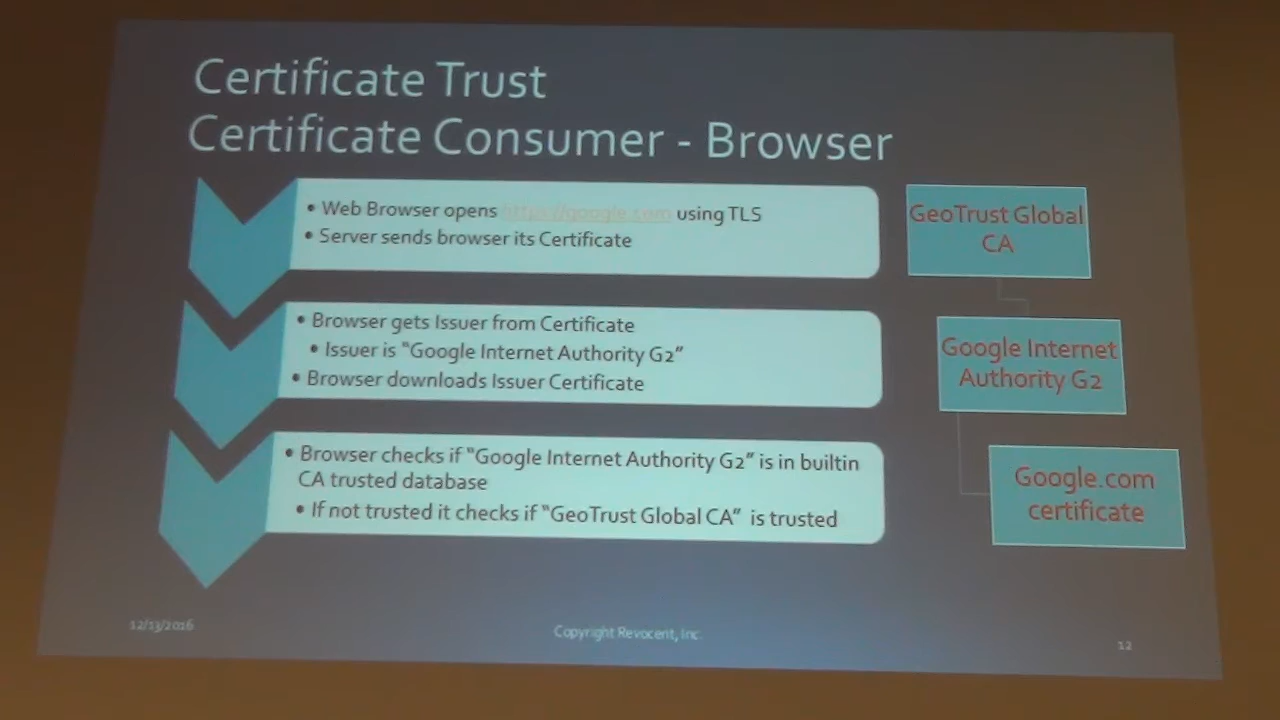 Certificate Trust
Certificate Consumer - Browser
• Web Browser opens http://google.com using TLS
• Server sends browser its Certificate
• Browser gets Issuer from Certificate
• Issuer is "Google Internet Authority G2"
• Browser downloads Issuer Certificate
• Browser checks if "Google Internet Authority G2" is in builtin
CA trusted database
• If not trusted it checks if "GeoTrust Global CA" is trusted
GeoTrust Global
CA
Google Internet
Authority G2
Google.com
certificate
12/13/2016
Copyright Revocent, Inc.
12